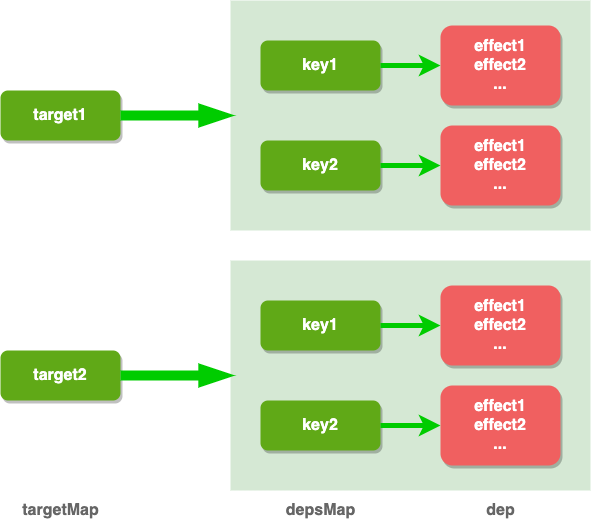 target1
key1
effect1
effect2
...
key2
effect1
effect2
...
target2
key1
effect1
effect2
...
key2
effect1
effect2
...
targetMap
depsMap
dep